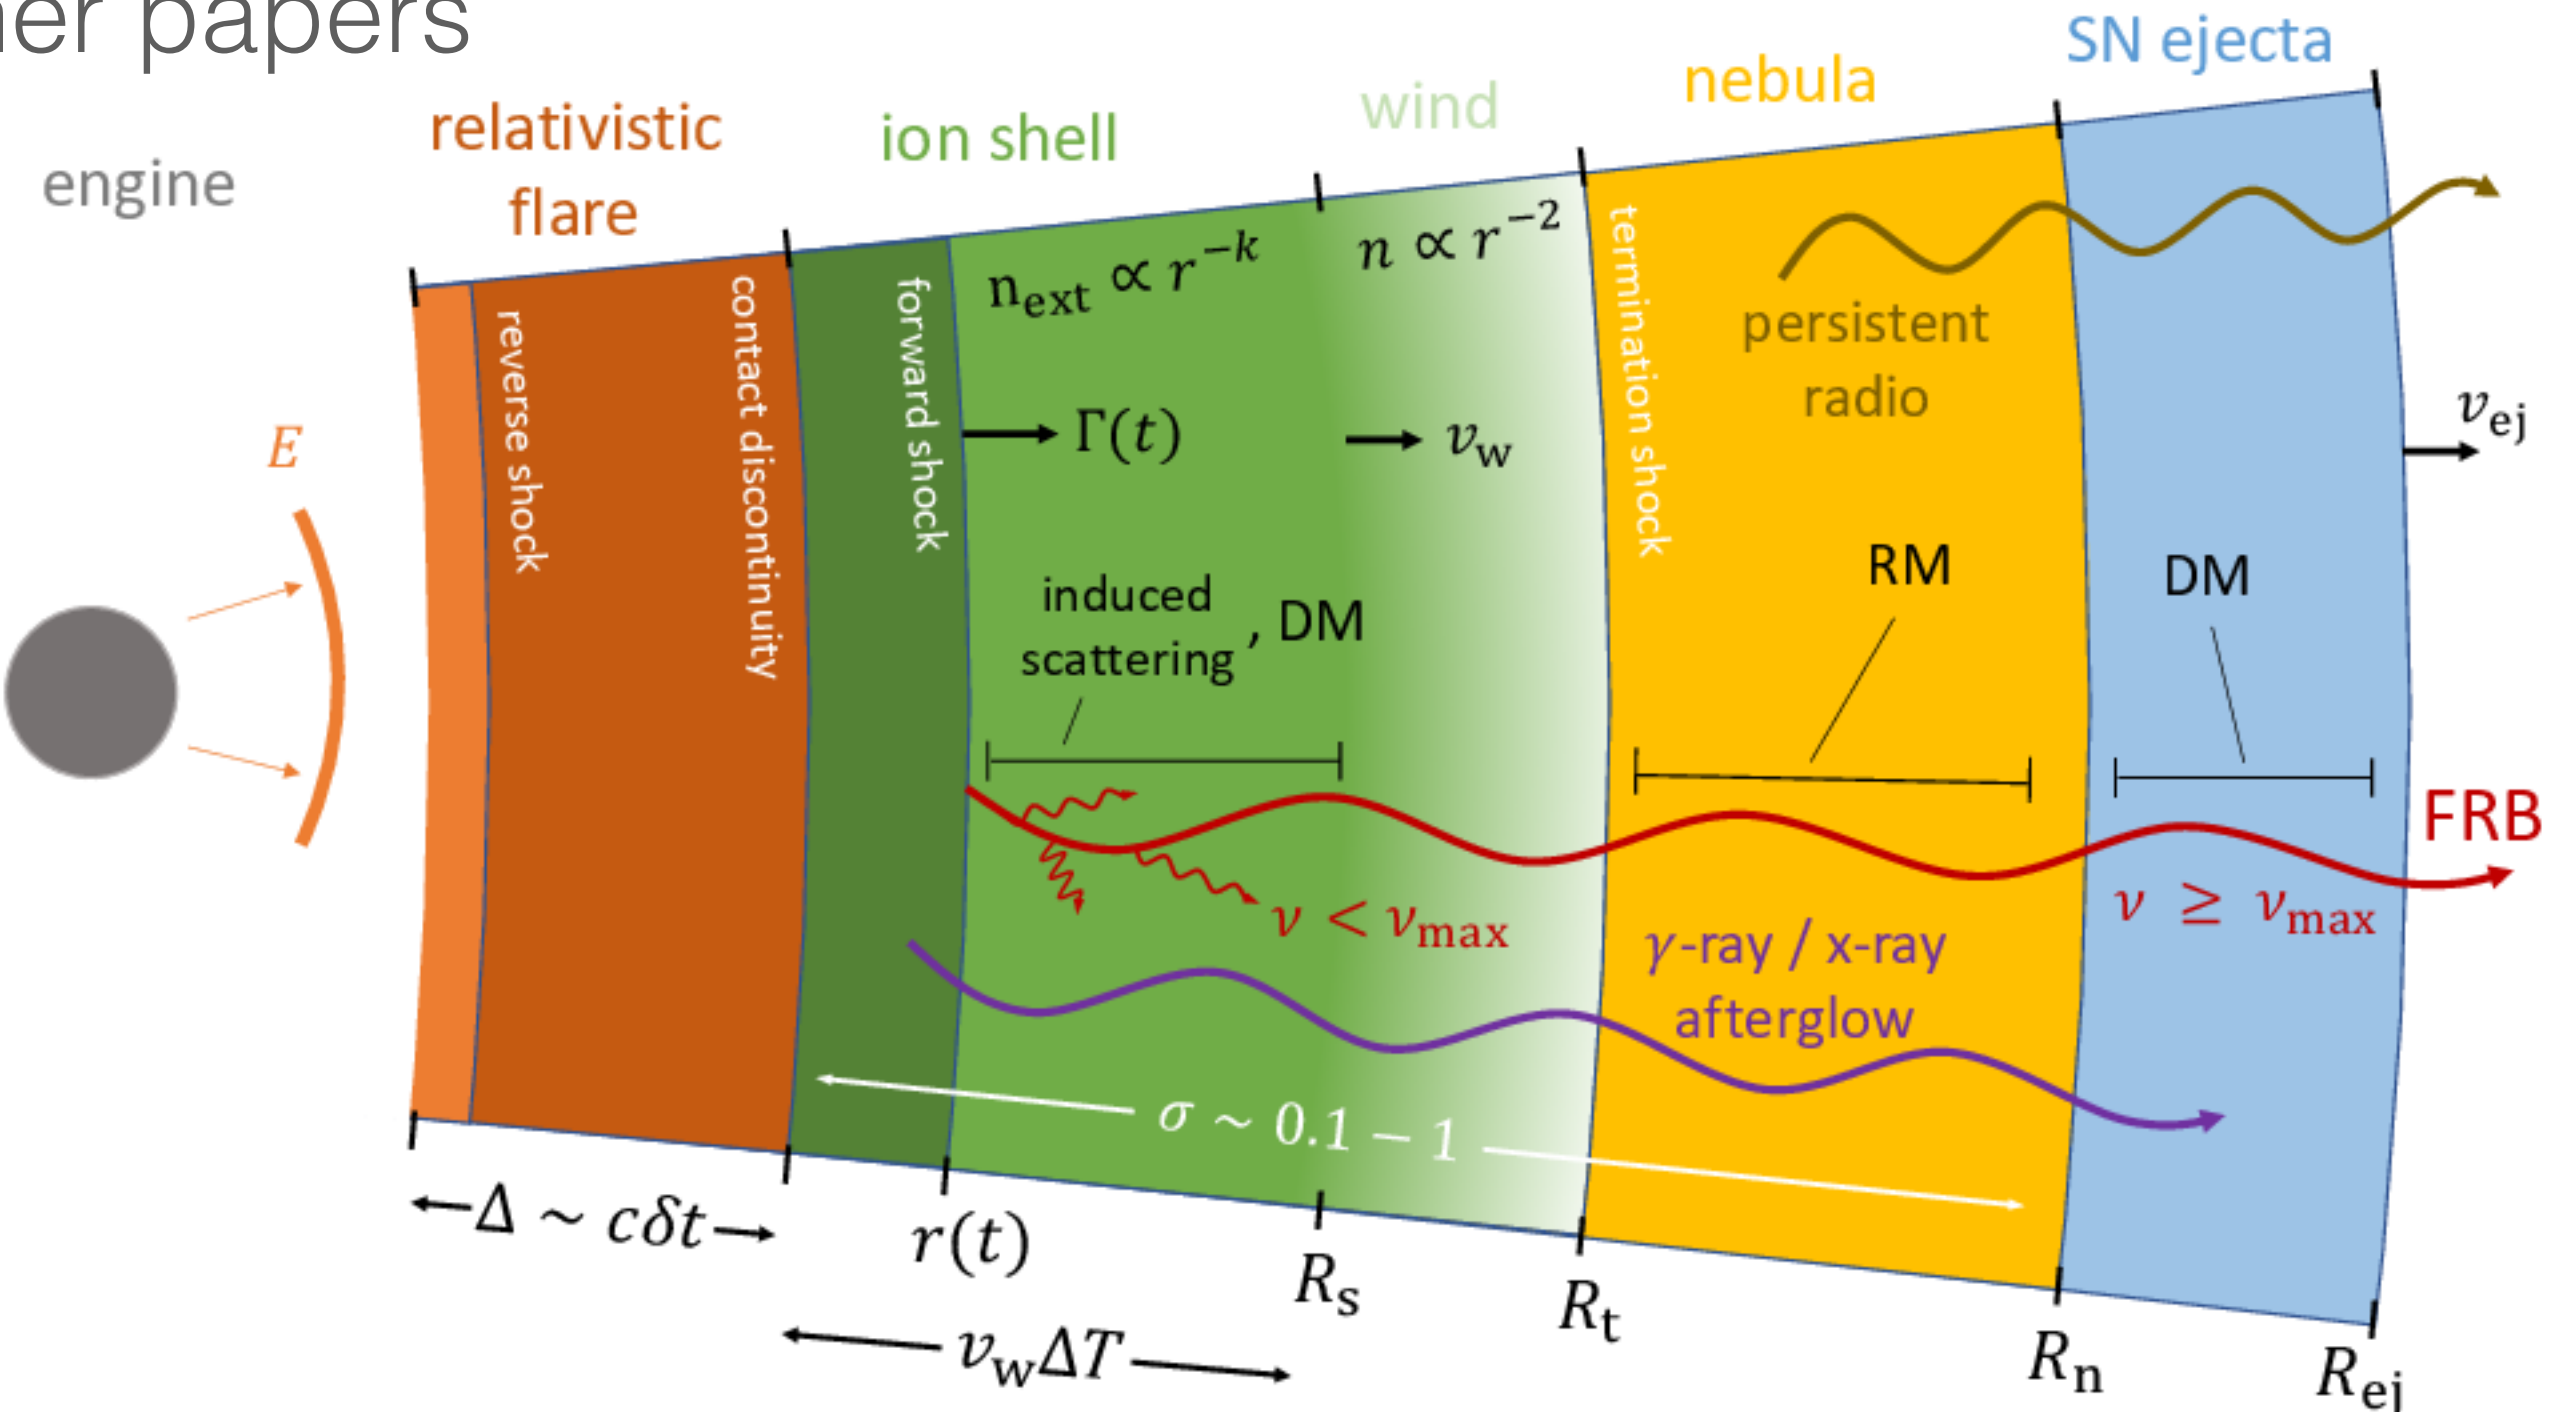 ner papers
SN ejecta
nebula
wind
relativistic
flare
ion shell
engine
n ∝ r⁻²
n_ext ∝ r⁻ᵏ
termination shock
contact discontinuity
forward shock
reverse shock
persistent
radio
E
Γ(t)
v_w
v_ej
RM
DM
induced
scattering
, DM
FRB
ν < ν_max
ν ≥ ν_max
γ-ray / x-ray
afterglow
σ ~ 0.1 − 1
Δ ~ cδt
r(t)
R_s
R_t
R_n
R_ej
v_wΔT